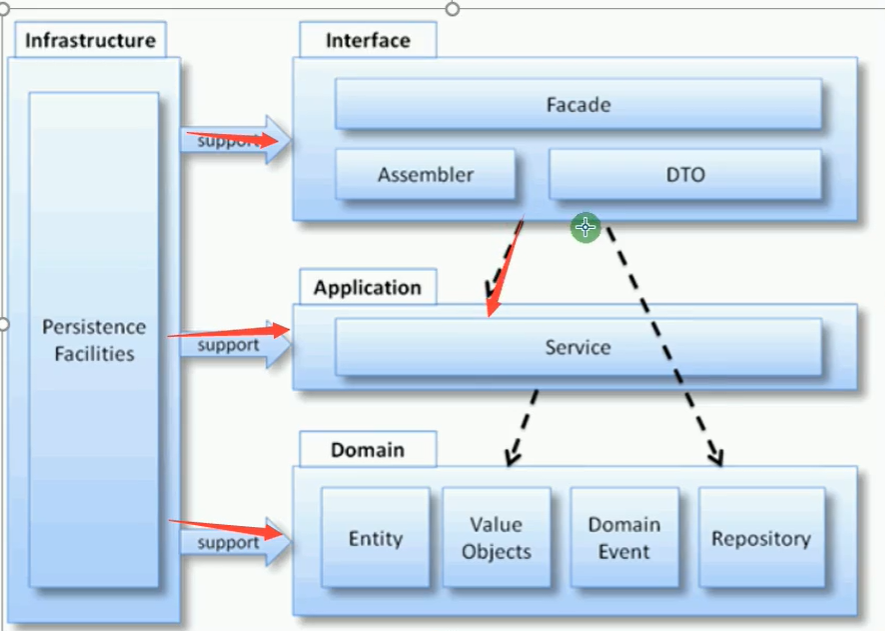 Infrastructure
Interface
Facade
support
Assembler
DTO
Application
Persistence
Facilities
support
Service
Domain
support
Entity
Value
Objects
Domain
Event
Repository